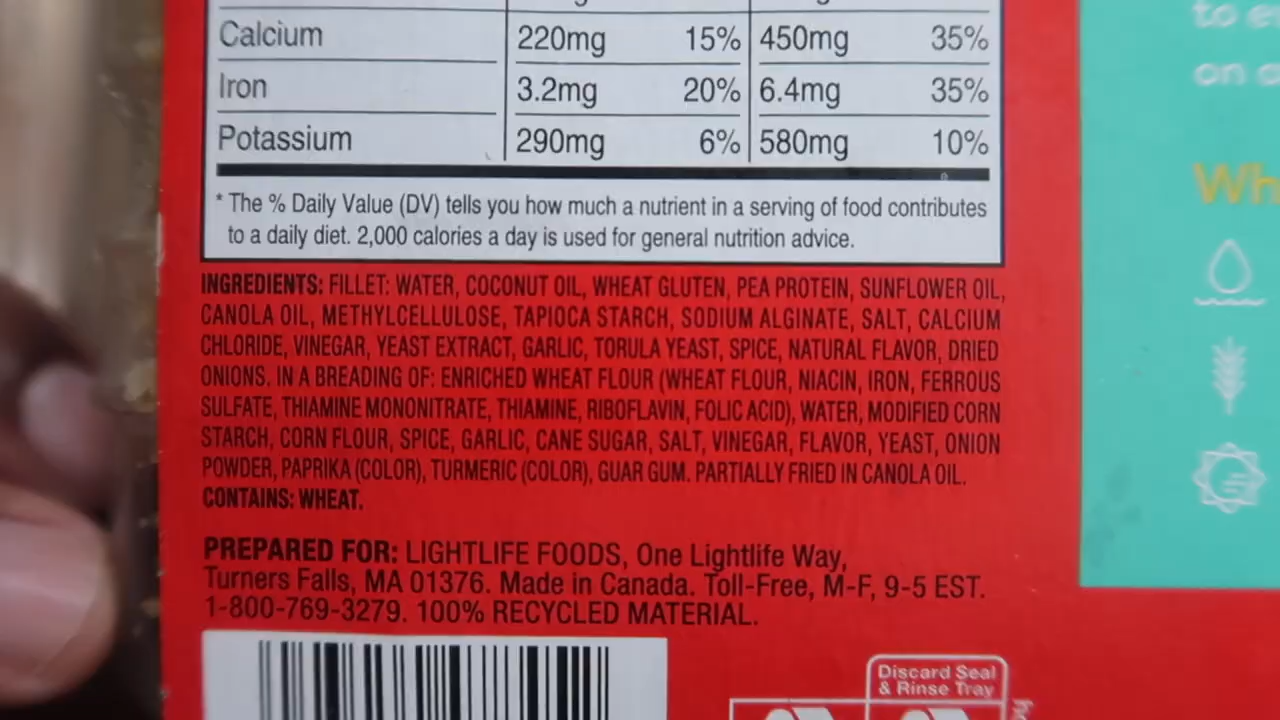 Calcium 220mg 15% 450mg 35%
Iron 3.2mg 20% 6.4mg 35%
Potassium 290mg 6% 580mg 10%
* The % Daily Value (DV) tells you how much a nutrient in a serving of food contributes
to a daily diet. 2,000 calories a day is used for general nutrition advice.
INGREDIENTS: FILLET: WATER, COCONUT OIL, WHEAT GLUTEN, PEA PROTEIN, SUNFLOWER OIL,
CANOLA OIL, METHYLCELLULOSE, TAPIOCA STARCH, SODIUM ALGINATE, SALT, CALCIUM
CHLORIDE, VINEGAR, YEAST EXTRACT, GARLIC, TORULA YEAST, SPICE, NATURAL FLAVOR, DRIED
ONIONS. IN A BREADING OF: ENRICHED WHEAT FLOUR (WHEAT FLOUR, NIACIN, IRON, FERROUS
SULFATE, THIAMINE MONONITRATE, THIAMINE, RIBOFLAVIN, FOLIC ACID), WATER, MODIFIED CORN
STARCH, CORN FLOUR, SPICE, GARLIC, CANE SUGAR, SALT, VINEGAR, FLAVOR, YEAST, ONION
POWDER, PAPRIKA (COLOR), TURMERIC (COLOR), GUAR GUM. PARTIALLY FRIED IN CANOLA OIL.
CONTAINS: WHEAT.
PREPARED FOR: LIGHTLIFE FOODS, One Lightlife Way,
Turners Falls, MA 01376. Made in Canada. Toll-Free, M-F, 9-5 EST.
1-800-769-3279. 100% RECYCLED MATERIAL.
Discard Seal
& Rinse Tray
to
on